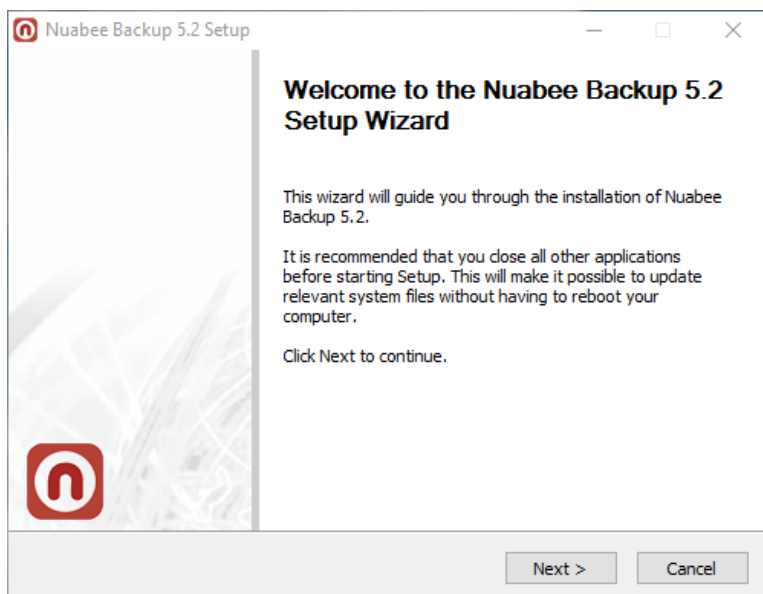 Nuabee Backup 5.2 Setup
Welcome to the Nuabee Backup 5.2
Setup Wizard
This wizard will guide you through the installation of Nuabee
Backup 5.2.
It is recommended that you close all other applications
before starting Setup. This will make it possible to update
relevant system files without having to reboot your
computer.
Click Next to continue.
n
Next >
Cancel